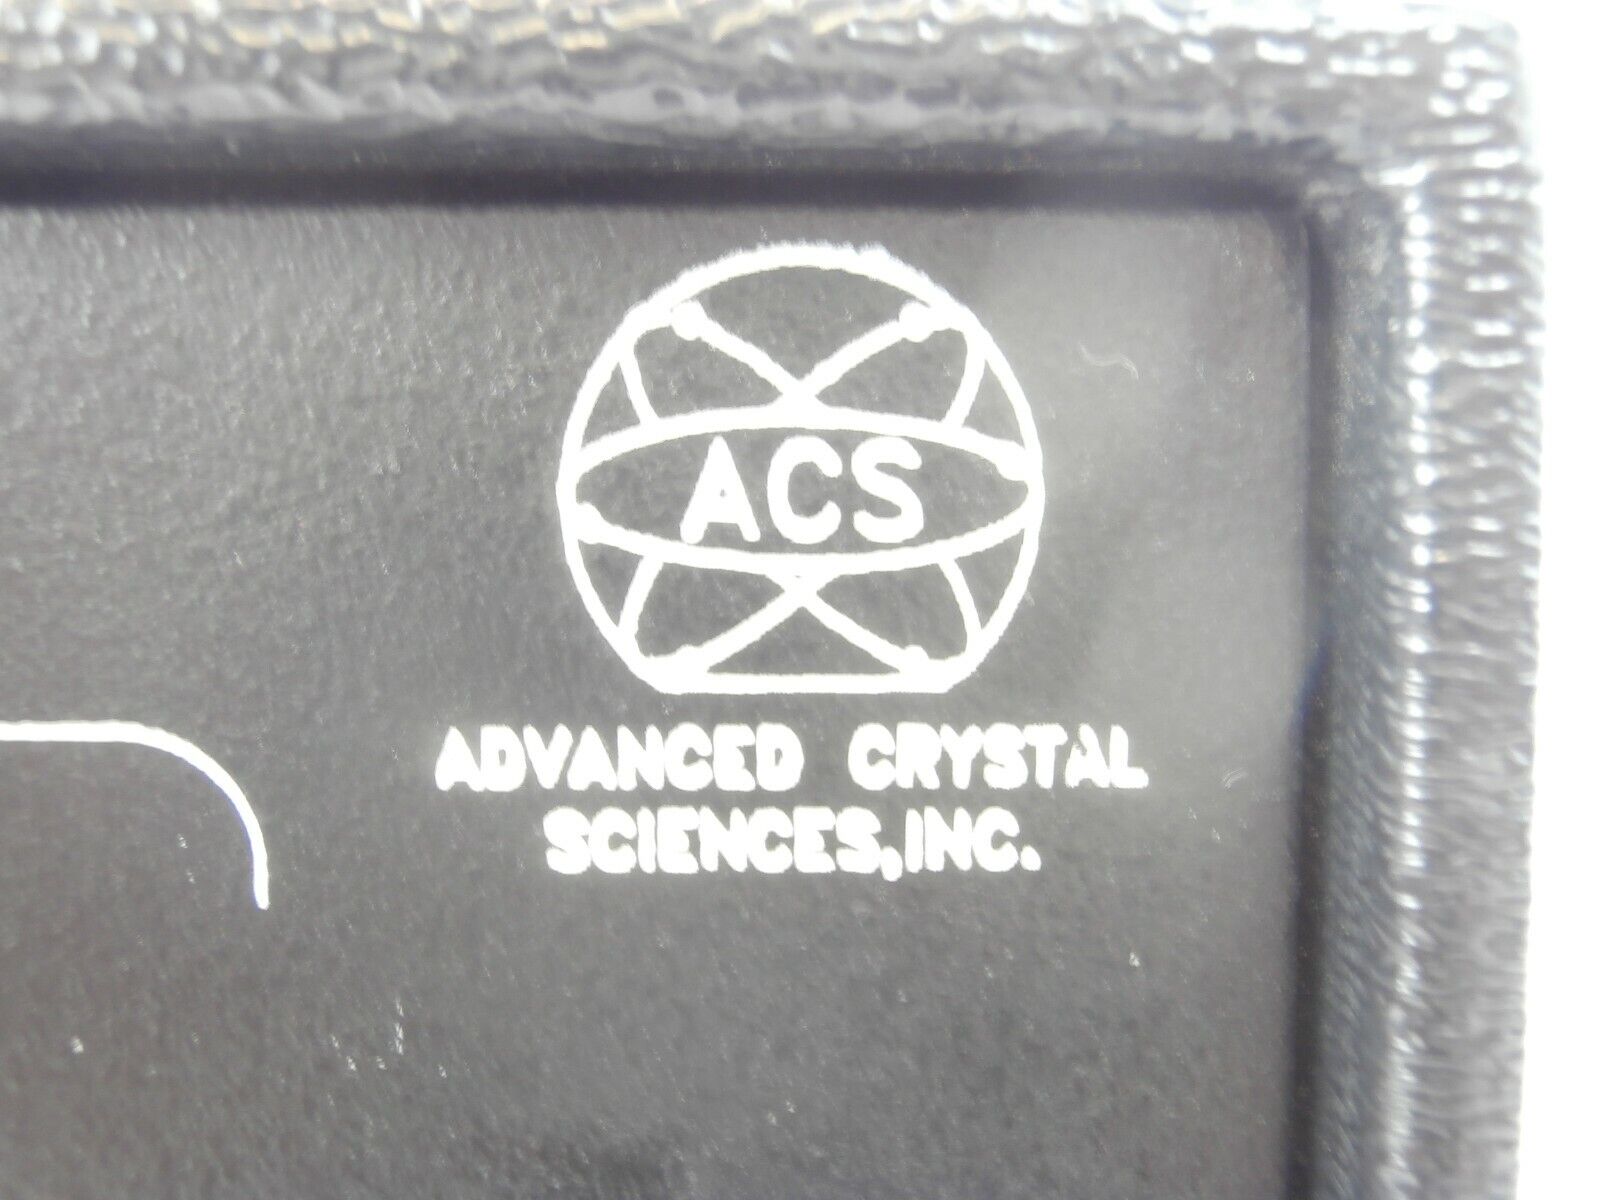 ACS
ADVANCED CRYSTAL
SCIENCES, INC.